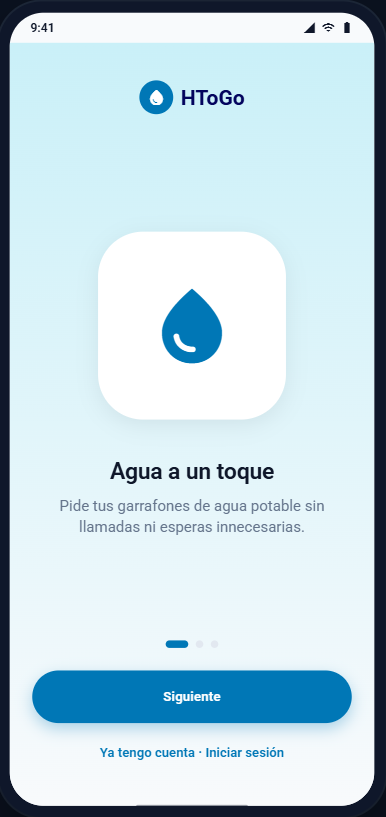 9:41
HToGo
Agua a un toque
Pide tus garrafones de agua potable sin
llamadas ni esperas innecesarias.
Siguiente
Ya tengo cuenta · Iniciar sesión